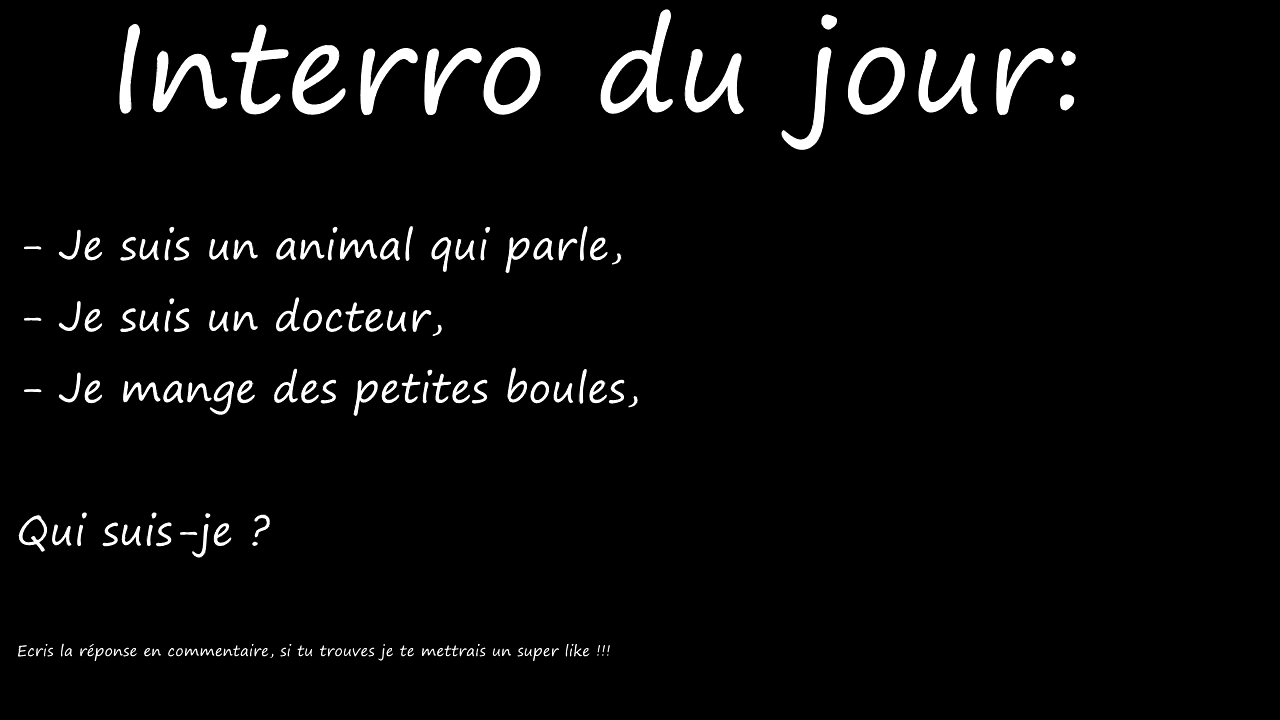 Interro du jour:
- Je suis un animal qui parle,
- Je suis un docteur,
- Je mange des petites boules,
Qui suis-je ?
Ecris la réponse en commentaire, si tu trouves je te mettrais un super like !!!